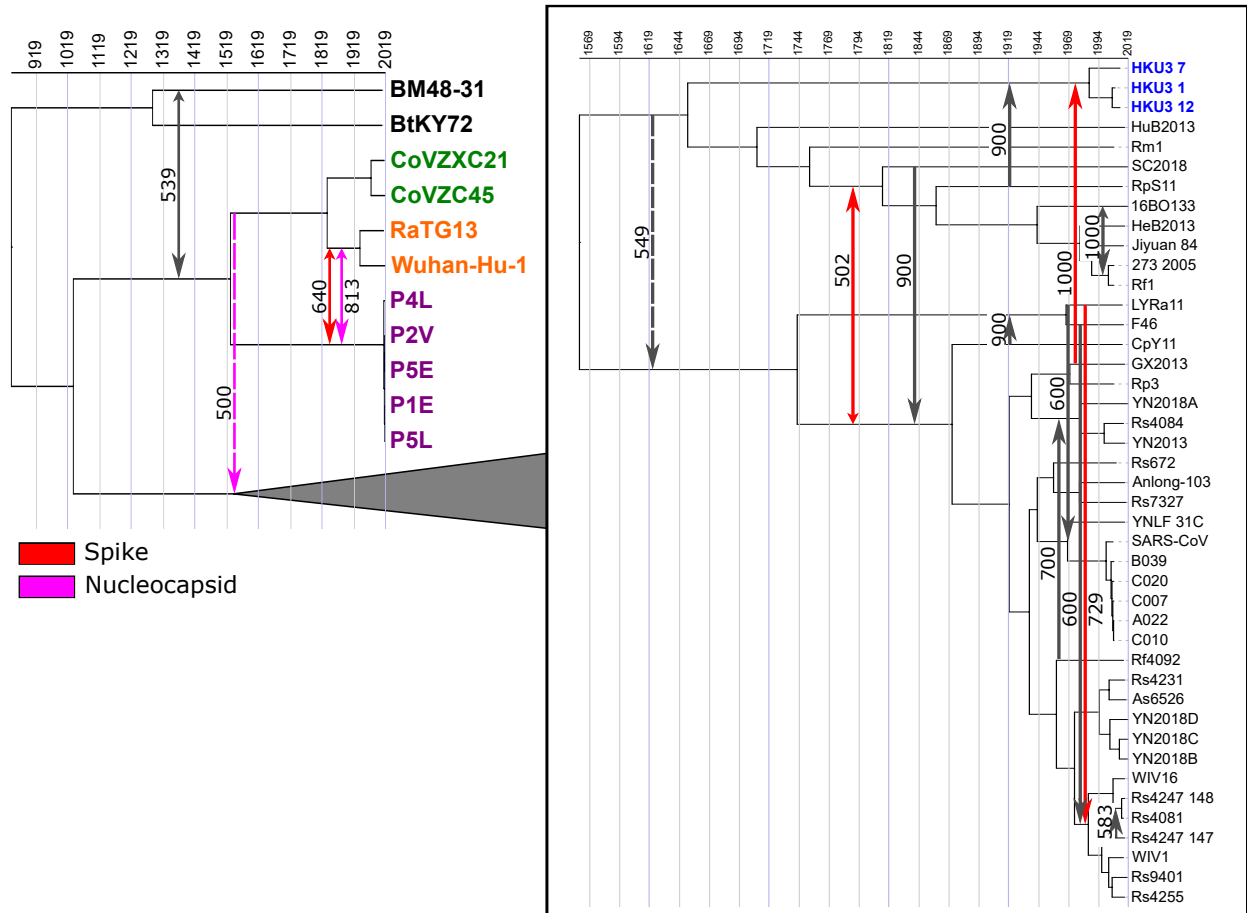 919
1019
1119
1219
1319
1419
1519
1619
1719
1819
1919
2019
BM48-31
BtKY72
CoVZXC21
CoVZC45
RaTG13
Wuhan-Hu-1
P4L
P2V
P5E
P1E
P5L
539
640
813
500
Spike
Nucleocapsid
1569
1594
1619
1644
1669
1694
1719
1744
1769
1794
1819
1844
1869
1894
1919
1944
1969
1994
2019
HKU3 7
HKU3 1
HKU3 12
HuB2013
Rm1
SC2018
RpS11
16BO133
HeB2013
Jiyuan 84
273 2005
Rf1
LYRa11
F46
CpY11
GX2013
Rp3
YN2018A
Rs4084
YN2013
Rs672
Anlong-103
Rs7327
YNLF 31C
SARS-CoV
B039
C020
C007
A022
C010
Rf4092
Rs4231
As6526
YN2018D
YN2018C
YN2018B
WIV16
Rs4247 148
Rs4081
Rs4247 147
WIV1
Rs9401
Rs4255
549
502
900
900
1000
1000
900
600
700
600
729
583